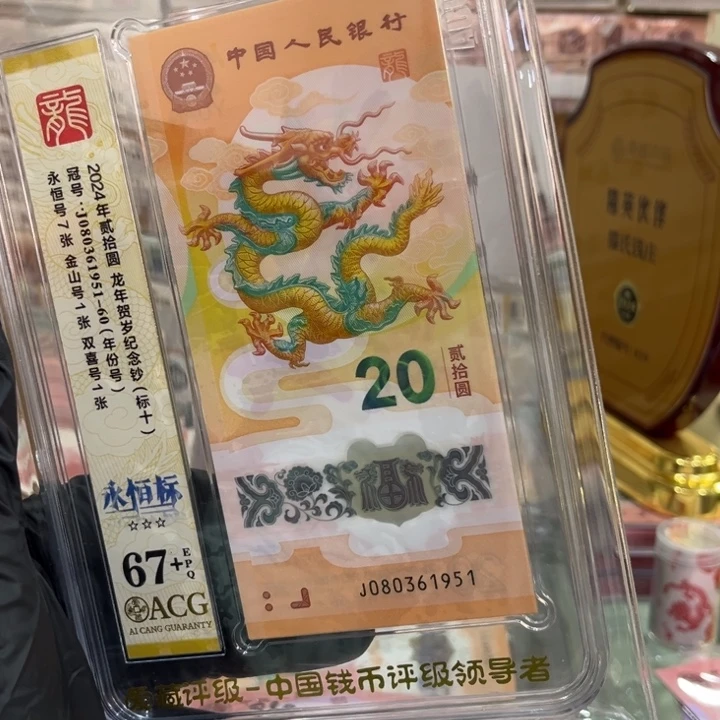 龍
2024年贰拾圆 龙年贺岁纪念钞(标十)
冠号:J080361951-60(年份号)
永恒号7张 金山号1张 双喜号1张
永恒标
☆☆☆
67+EPQ
ACG
AI CANG GUARANTY
中国人民银行
龍
20
贰拾圆
J080361951
藏评级-中国钱币评级领导者